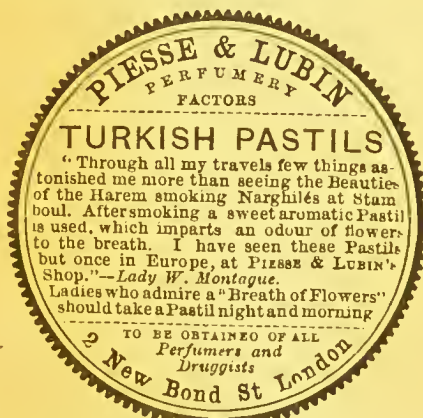 PIESSE & LUBIN
PERFUMERY
FACTORS
TURKISH PASTILS
"Through all my travels few things as-
tonished me more than seeing the Beauties
of the Harem smoking Narghilés at Stam
boul. After smoking a sweet aromatic Pastil
is used, which imparts an odour of flowers
to the breath. I have seen these Pastils
but once in Europe, at PIESSE & LUBIN's
Shop."—Lady W. Montague.
Ladies who admire a "Breath of Flowers"
should take a Pastil night and morning
TO BE OBTAINED OF ALL
Perfumers and
Druggists
2 New Bond St London